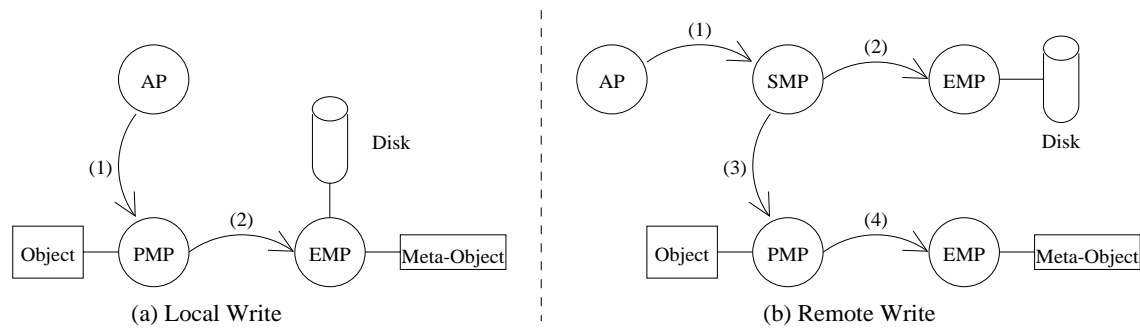 AP
(1)
Disk
(1)
(2)
Object
PMP
EMP
Meta-Object
(a) Local Write
(1)
(2)
AP
SMP
EMP
Disk
(3)
(4)
Object
PMP
EMP
Meta-Object
(b) Remote Write